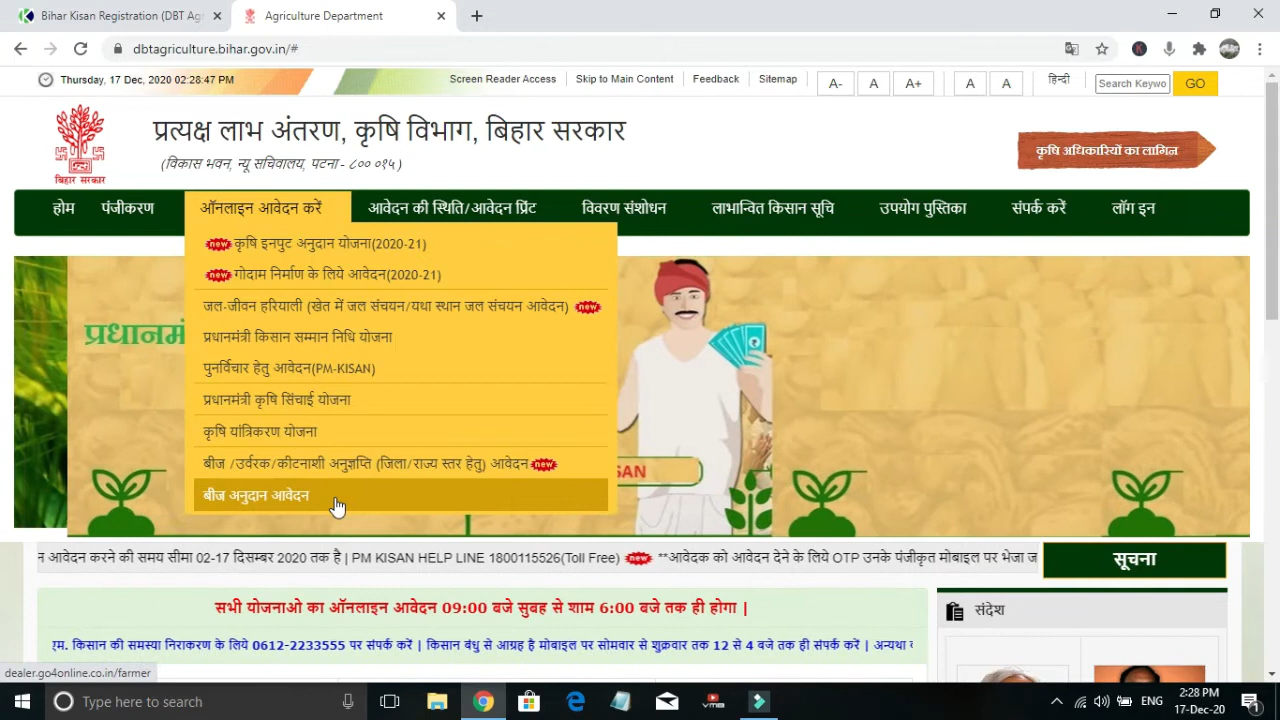 Bihar Kisan Registration (DBT Agr
Agriculture Department
dbtagriculture.bihar.gov.in/#
Thursday, 17 Dec, 2020 02:28:47 PM
Screen Reader Access
Skip to Main Content
Feedback
Sitemap
A-
A
A+
A
A
हिन्दी
Search Keywo
GO
प्रत्यक्ष लाभ अंतरण, कृषि विभाग, बिहार सरकार
(विकास भवन, न्यू सचिवालय, पटना - ८०० ०१५ )
बिहार सरकार
कृषि अधिकारियों का लागिन
होम
पंजीकरण
ऑनलाइन आवेदन करें
आवेदन की स्थिति/आवेदन प्रिंट
विवरण संशोधन
लाभान्वित किसान सूचि
उपयोग पुस्तिका
संपर्क करें
लॉग इन
new कृषि इनपुट अनुदान योजना(2020-21)
new गोदाम निर्माण के लिये आवेदन(2020-21)
जल-जीवन हरियाली (खेत में जल संचयन/यथा स्थान जल संचयन आवेदन) new
प्रधानमंत्री किसान सम्मान निधि योजना
पुनर्विचार हेतु आवेदन(PM-KISAN)
प्रधानमंत्री कृषि सिंचाई योजना
कृषि यांत्रिकरण योजना
बीज /उर्वरक/कीटनाशी अनुज्ञप्ति (जिला/राज्य स्तर हेतु) आवेदन new
बीज अनुदान आवेदन
प्रधानमं
SAN
न आवेदन करने की समय सीमा 02-17 दिसम्बर 2020 तक है | PM KISAN HELP LINE 1800115526(Toll Free) new **आवेदक को आवेदन देने के लिये OTP उनके पंजीकृत मोबाइल पर भेजा ज
सूचना
सभी योजनाओ का ऑनलाइन आवेदन 09:00 बजे सुबह से शाम 6:00 बजे तक ही होगा |
एम. किसान की समस्या निराकरण के लिये 0612-2233555 पर संपर्क करें | किसान बंधु से आग्रह है मोबाइल पर सोमवार से शुक्रवार तक 12 से 4 बजे तक ही संपर्क करें | अन्यथा व
संदेश
dealer.go4online.co.in/farmer
Type here to search
ENG
2:28 PM
17-Dec-20